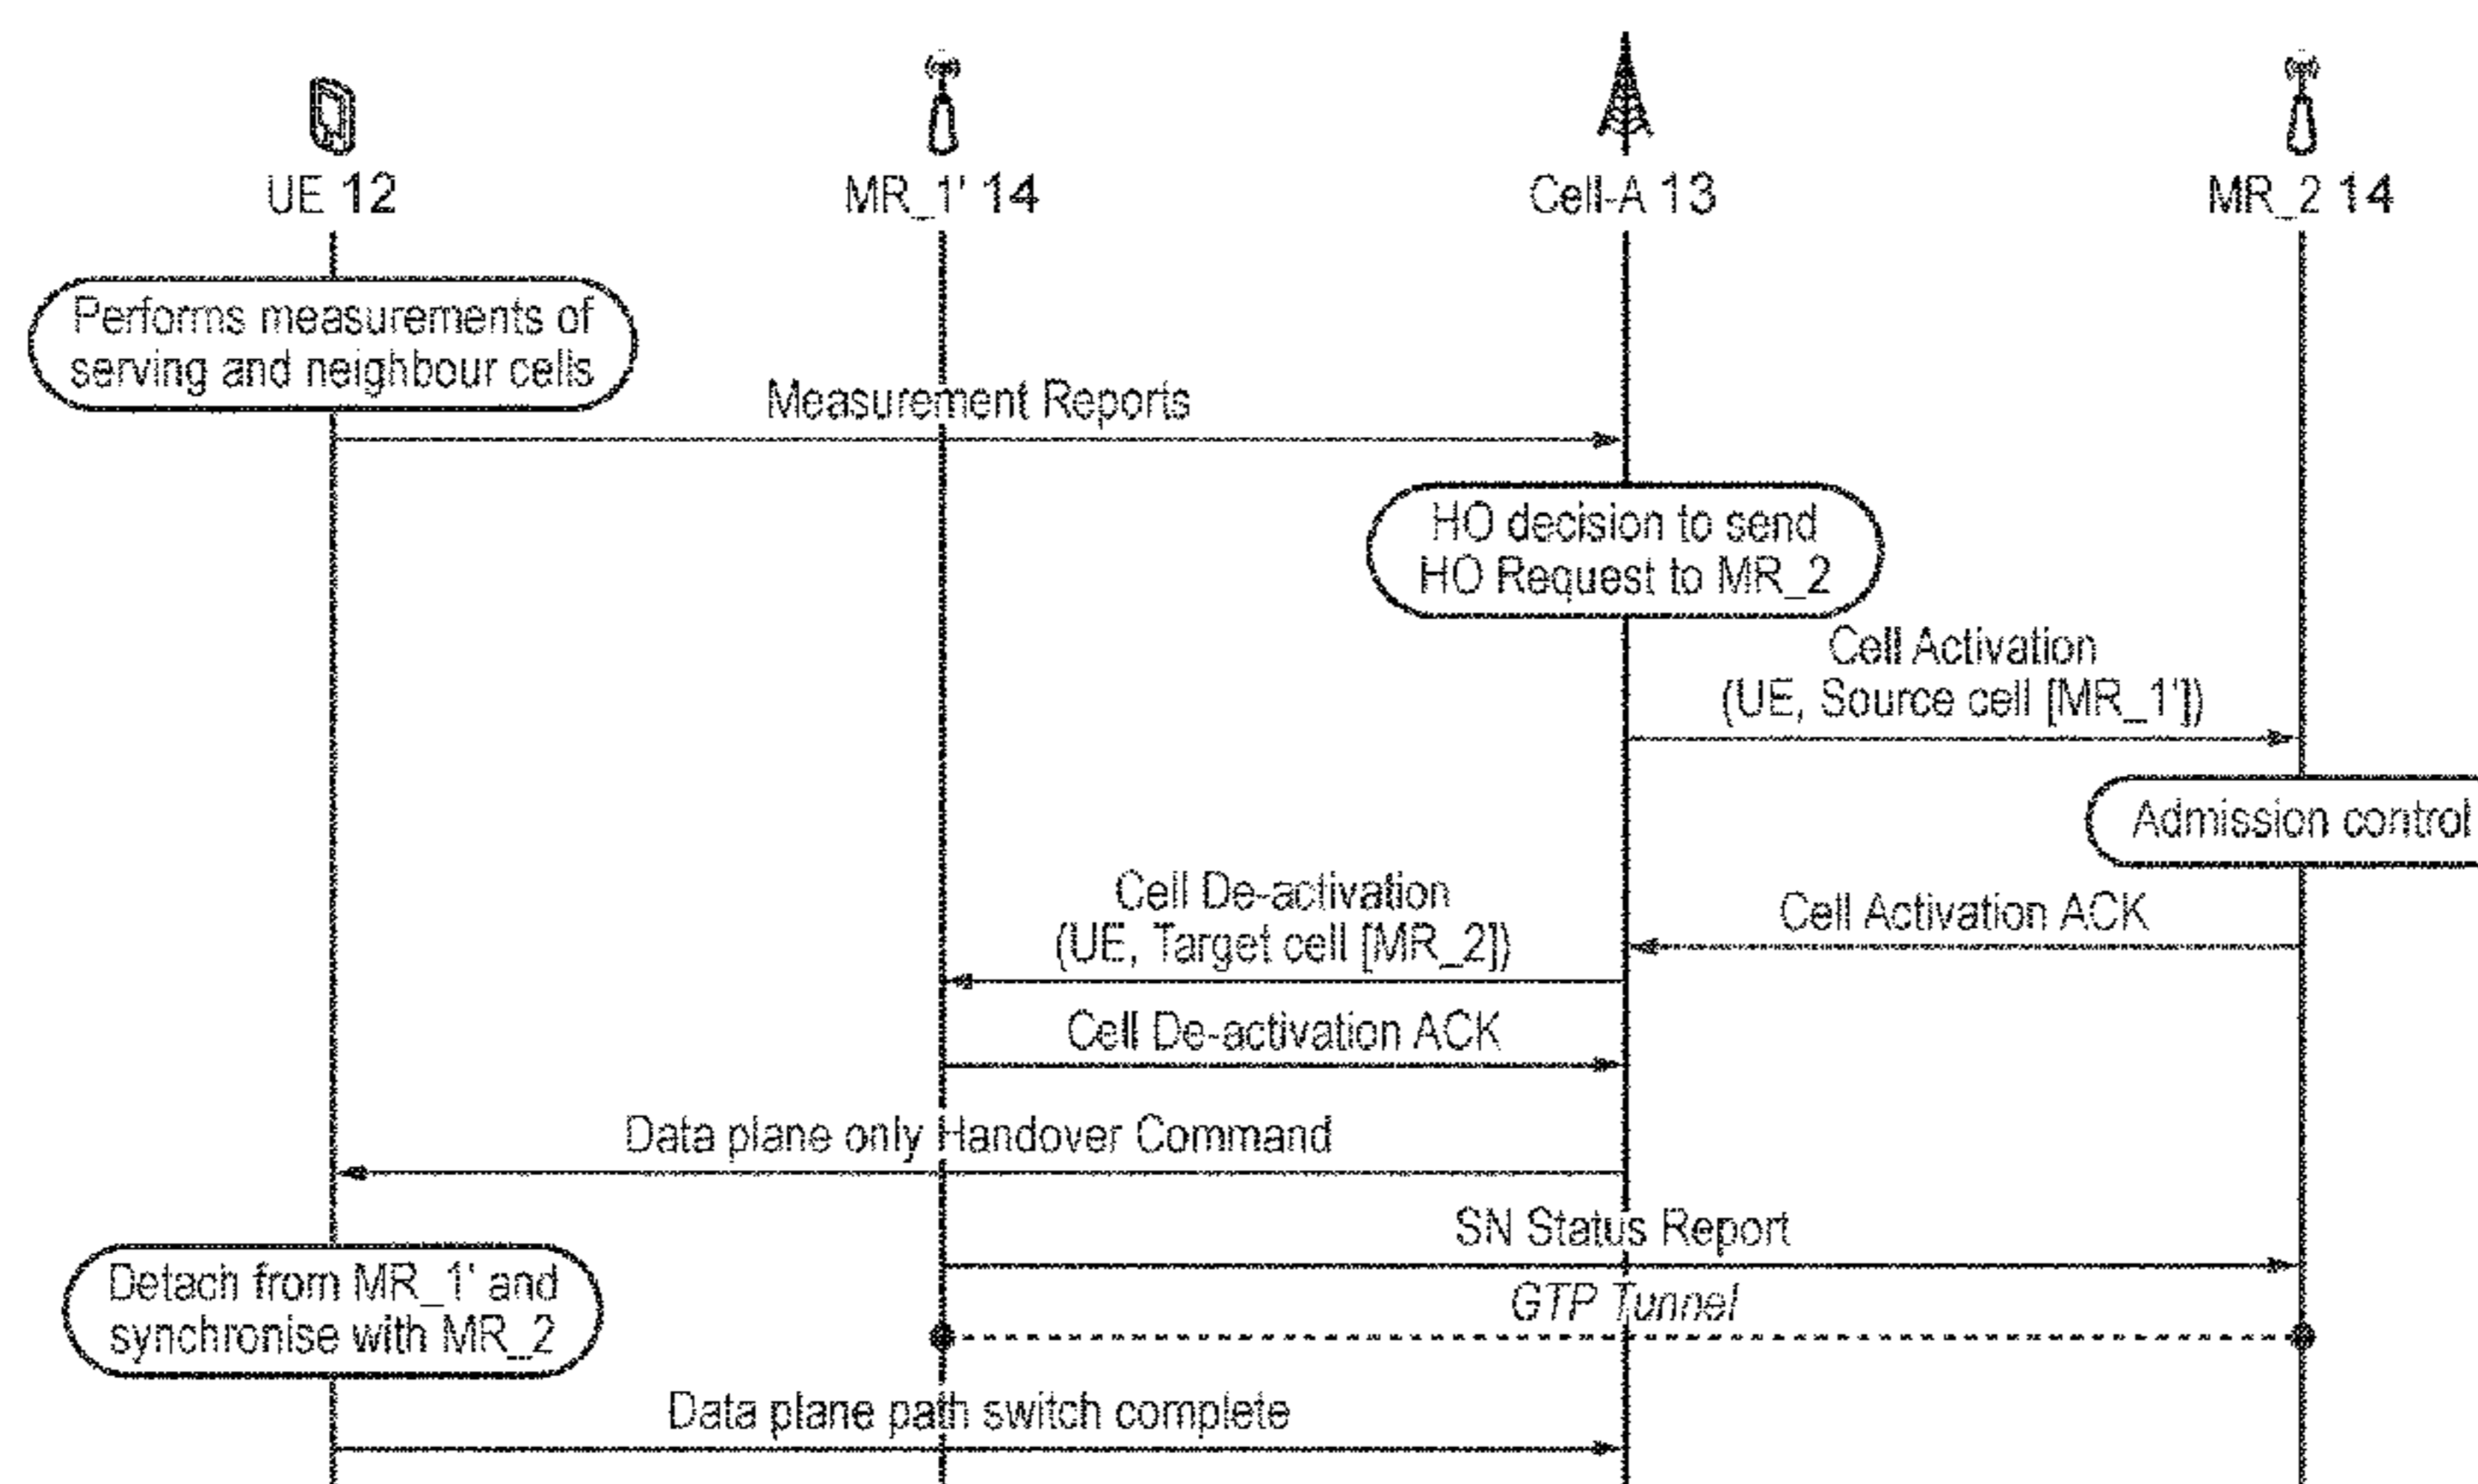 UE 12
MR_1' 14
Cell-A 13
MR_2 14
Performs measurements of
serving and neighbour cells
Measurement Reports
HO decision to send
HO Request to MR_2
Cell Activation
(UE, Source cell [MR_1'])
Admission control
Cell Activation ACK
Cell De-activation
(UE, Target cell [MR_2])
Cell De-activation ACK
Data plane only Handover Command
SN Status Report
GTP Tunnel
Detach from MR_1' and
synchronise with MR_2
Data plane path switch complete